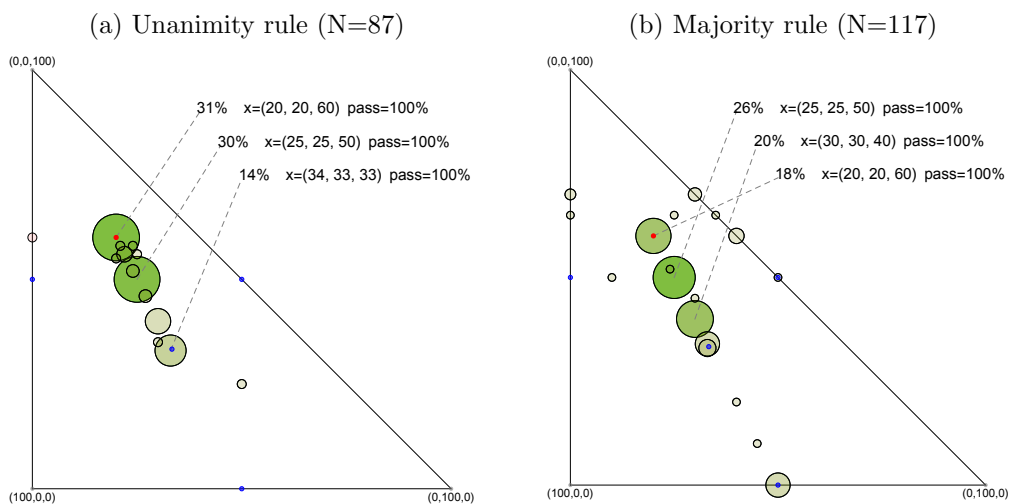 (a) Unanimity rule (N=87)
(0,0,100)
31% x=(20, 20, 60) pass=100%
30% x=(25, 25, 50) pass=100%
14% x=(34, 33, 33) pass=100%
(100,0,0)
(0,100,0)
(b) Majority rule (N=117)
(0,0,100)
26% x=(25, 25, 50) pass=100%
20% x=(30, 30, 40) pass=100%
18% x=(20, 20, 60) pass=100%
(100,0,0)
(0,100,0)